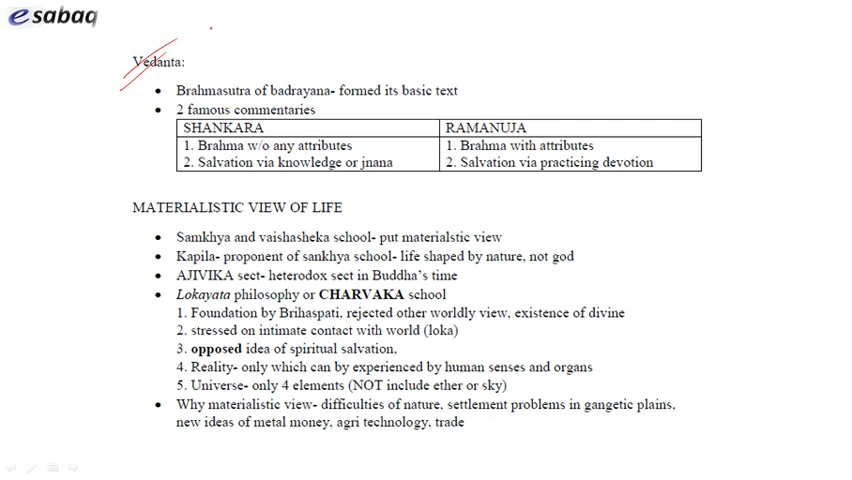 esabaq
Vedanta:
• Brahmasutra of badrayana- formed its basic text
• 2 famous commentaries
SHANKARA RAMANUJA
1. Brahma w/o any attributes 1. Brahma with attributes
2. Salvation via knowledge or jnana 2. Salvation via practicing devotion
MATERIALISTIC VIEW OF LIFE
• Samkhya and vaishasheka school- put materialstic view
• Kapila- proponent of sankhya school- life shaped by nature, not god
• AJIVIKA sect- heterodox sect in Buddha's time
• Lokayata philosophy or CHARVAKA school
1. Foundation by Brihaspati, rejected other worldly view, existence of divine
2. stressed on intimate contact with world (loka)
3. opposed idea of spiritual salvation,
4. Reality- only which can by experienced by human senses and organs
5. Universe- only 4 elements (NOT include ether or sky)
• Why materialistic view- difficulties of nature, settlement problems in gangetic plains,
new ideas of metal money, agri technology, trade